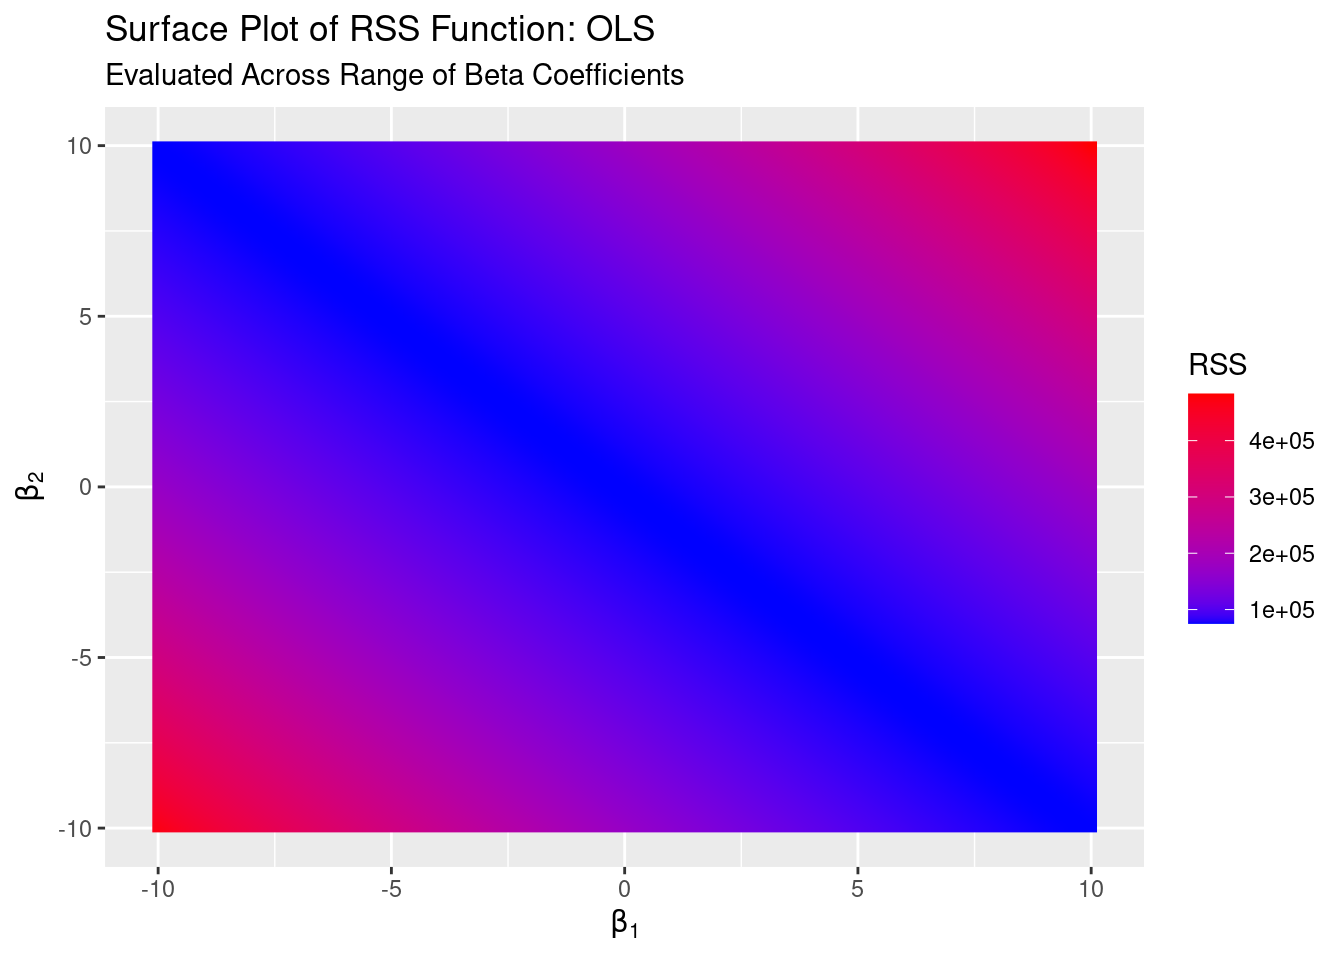 Surface Plot of RSS Function: OLS
Evaluated Across Range of Beta Coefficients
10
5
0
-5
-10
β₂
-10 -5 0 5 10
β₁
RSS
4e+05
3e+05
2e+05
1e+05